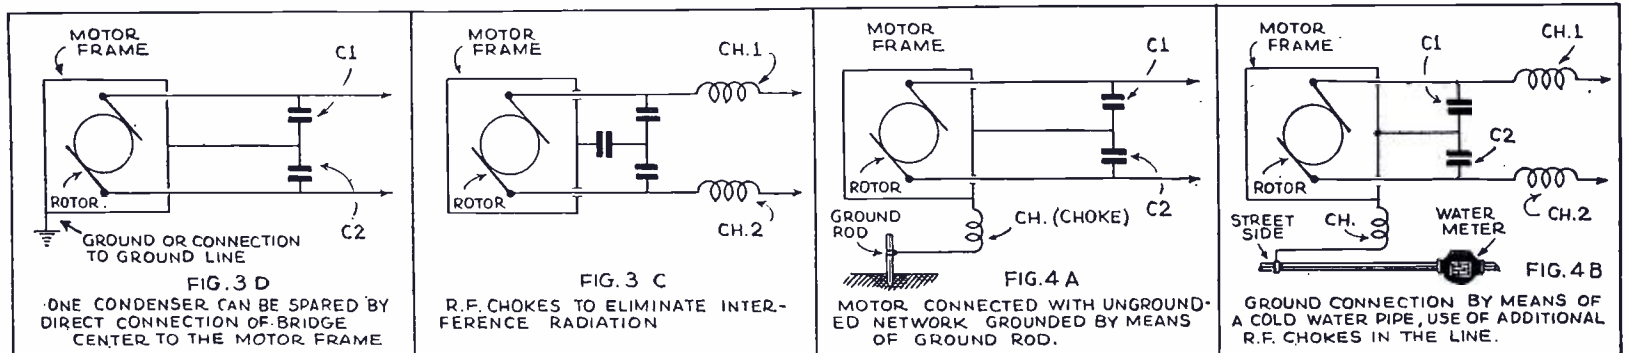 MOTOR
FRAME
C1
ROTOR
C2
GROUND OR CONNECTION
TO GROUND LINE
FIG. 3 D
ONE CONDENSER CAN BE SPARED BY
DIRECT CONNECTION OF BRIDGE
CENTER TO THE MOTOR FRAME
MOTOR
FRAME
CH.1
ROTOR
CH.2
FIG. 3 C
R.F. CHOKES TO ELIMINATE INTER-
FERENCE RADIATION
MOTOR
FRAME
C1
ROTOR
C2
GROUND
ROD
CH. (CHOKE)
FIG. 4 A
MOTOR CONNECTED WITH UNGROUND-
ED NETWORK GROUNDED BY MEANS
OF GROUND ROD.
MOTOR
FRAME
C1
CH.1
C2
ROTOR
CH.2
STREET
SIDE
CH.
WATER
METER
FIG. 4 B
GROUND CONNECTION BY MEANS OF
A COLD WATER PIPE, USE OF ADDITIONAL
R.F. CHOKES IN THE LINE.